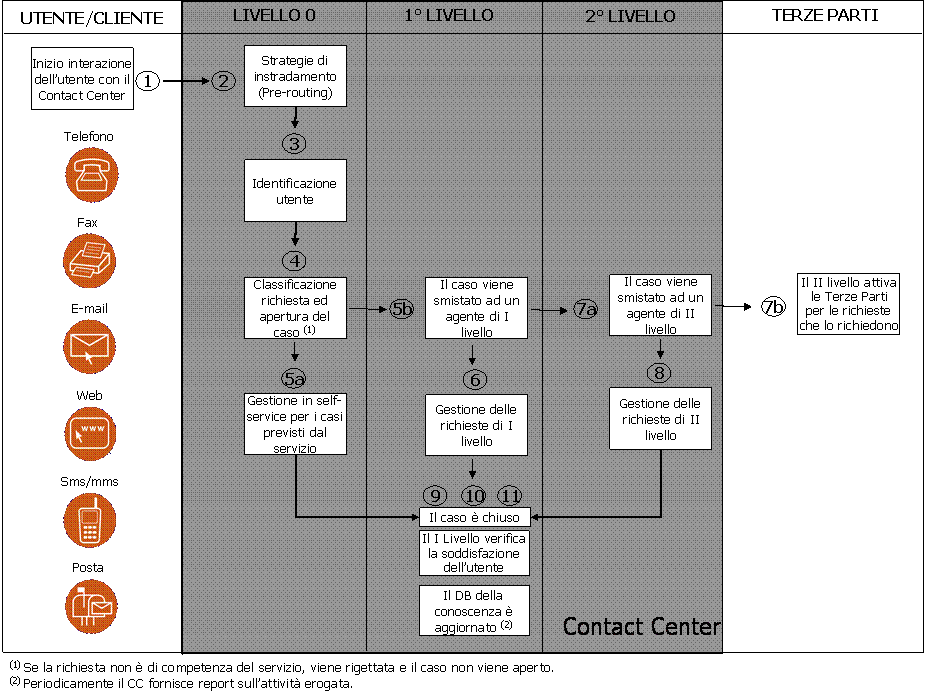 UTENTE/CLIENTE
LIVELLO 0
1° LIVELLO
2° LIVELLO
TERZE PARTI
Inizio interazione
dell'utente con il
Contact Center
1
2
Strategie di
instradamento
(Pre-routing)
3
Telefono
Identificazione
utente
Fax
4
Classificazione
richiesta ed
apertura del
caso (1)
5b
Il caso viene
smistato ad un
agente di I
livello
7a
Il caso viene
smistato ad un
agente di II
livello
7b
Il II livello attiva
le Terze Parti
per le richieste
che lo richiedono
E-mail
5a
6
8
Web
www
Gestione in self-
service per i casi
previsti dal
servizio
Gestione delle
richieste di I
livello
Gestione delle
richieste di II
livello
Sms/mms
9
10
11
Il caso è chiuso
Il I Livello verifica
la soddisfazione
dell'utente
Posta
Il DB della
conoscenza è
aggiornato (2)
Contact Center
(1) Se la richiesta non è di competenza del servizio, viene rigettata e il caso non viene aperto.
(2) Periodicamente il CC fornisce report sull'attività erogata.